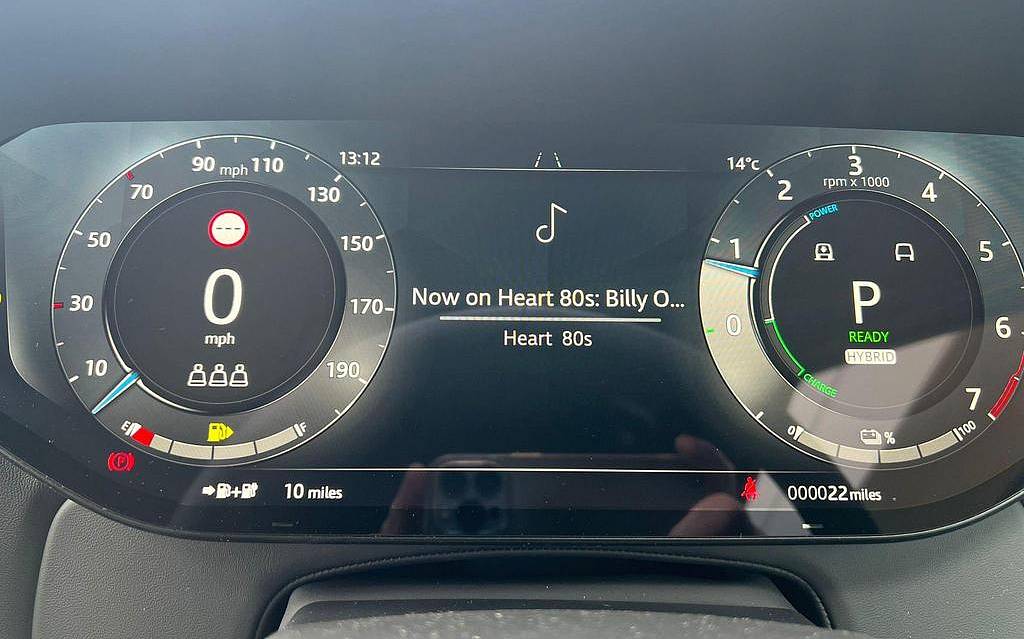 13:12
14°c
90 mph 110
70
130
50
150
30
170
10
190
0
mph
E
F
Now on Heart 80s: Billy O...
Heart 80s
3
rpm x 1000
2
4
1
5
0
6
7
POWER
P
READY
HYBRID
CHARGE
0
%
100
(P)
10 miles
000022 miles